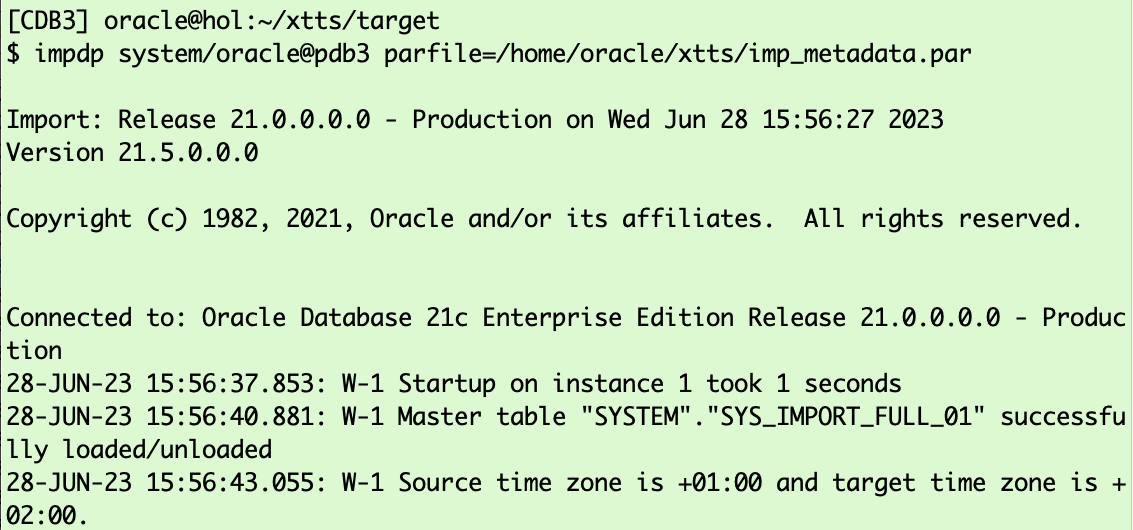 [CDB3] oracle@hol:~/xtts/target
$ impdp system/oracle@pdb3 parfile=/home/oracle/xtts/imp_metadata.par
Import: Release 21.0.0.0.0 - Production on Wed Jun 28 15:56:27 2023
Version 21.5.0.0.0
Copyright (c) 1982, 2021, Oracle and/or its affiliates.  All rights reserved.
Connected to: Oracle Database 21c Enterprise Edition Release 21.0.0.0.0 - Produc
tion
28-JUN-23 15:56:37.853: W-1 Startup on instance 1 took 1 seconds
28-JUN-23 15:56:40.881: W-1 Master table "SYSTEM"."SYS_IMPORT_FULL_01" successfu
lly loaded/unloaded
28-JUN-23 15:56:43.055: W-1 Source time zone is +01:00 and target time zone is +
02:00.